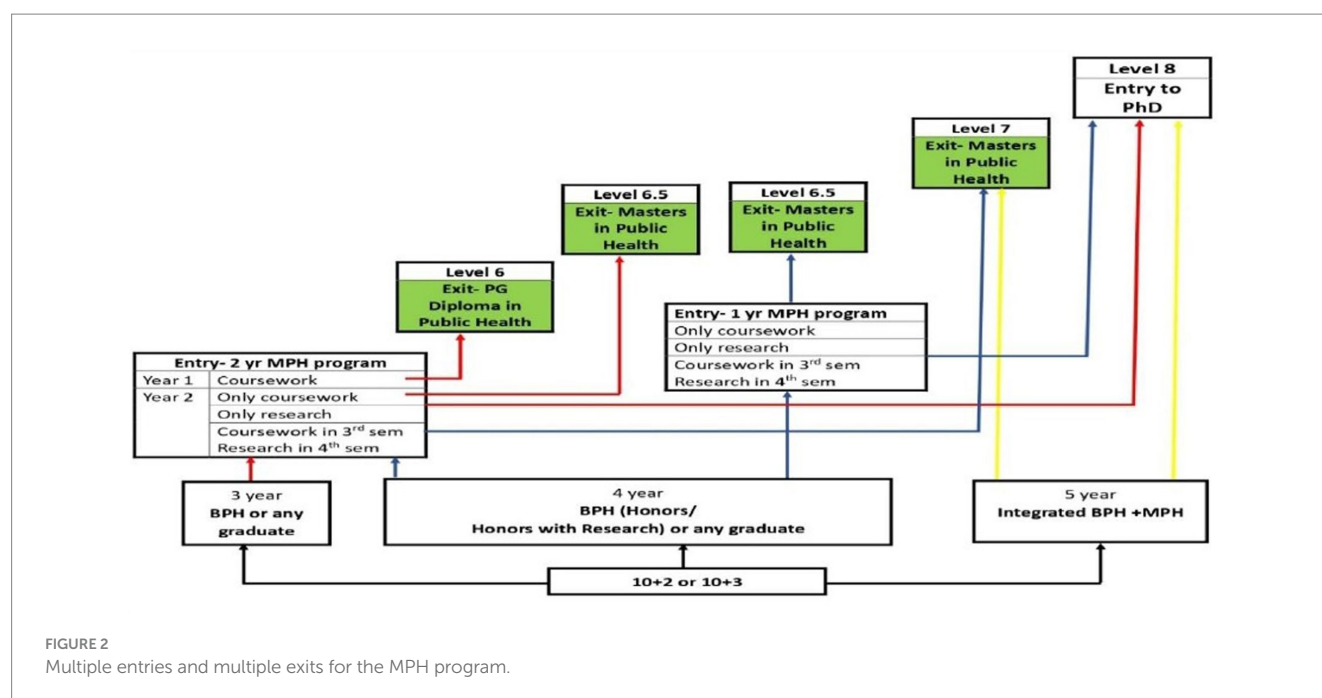 Level 8
Entry to
PhD
Level 7
Exit- Masters
in Public
Health
Level 6.5
Exit- Masters
in Public
Health
Level 6.5
Exit- Masters
in Public
Health
Level 6
Exit- PG
Diploma in
Public Health
Entry- 2 yr MPH program
Year 1 Coursework
Year 2 Only coursework
Only research
Coursework in 3rd sem
Research in 4th sem
Entry- 1 yr MPH program
Only coursework
Only research
Coursework in 3rd sem
Research in 4th sem
3 year
BPH or any
graduate
4 year
BPH (Honors/
Honors with Research) or any graduate
5 year
Integrated BPH +MPH
10+2 or 10+3
FIGURE 2
Multiple entries and multiple exits for the MPH program.